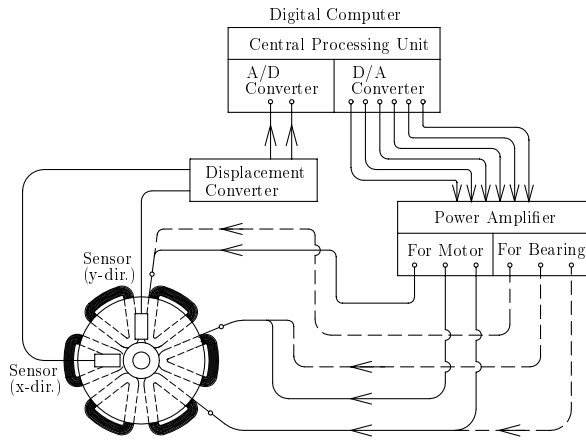 Digital Computer
Central Processing Unit
A/D
Converter
D/A
Converter
Displacement
Converter
Power Amplifier
For Motor
For Bearing
Sensor
(y-dir.)
Sensor
(x-dir.)